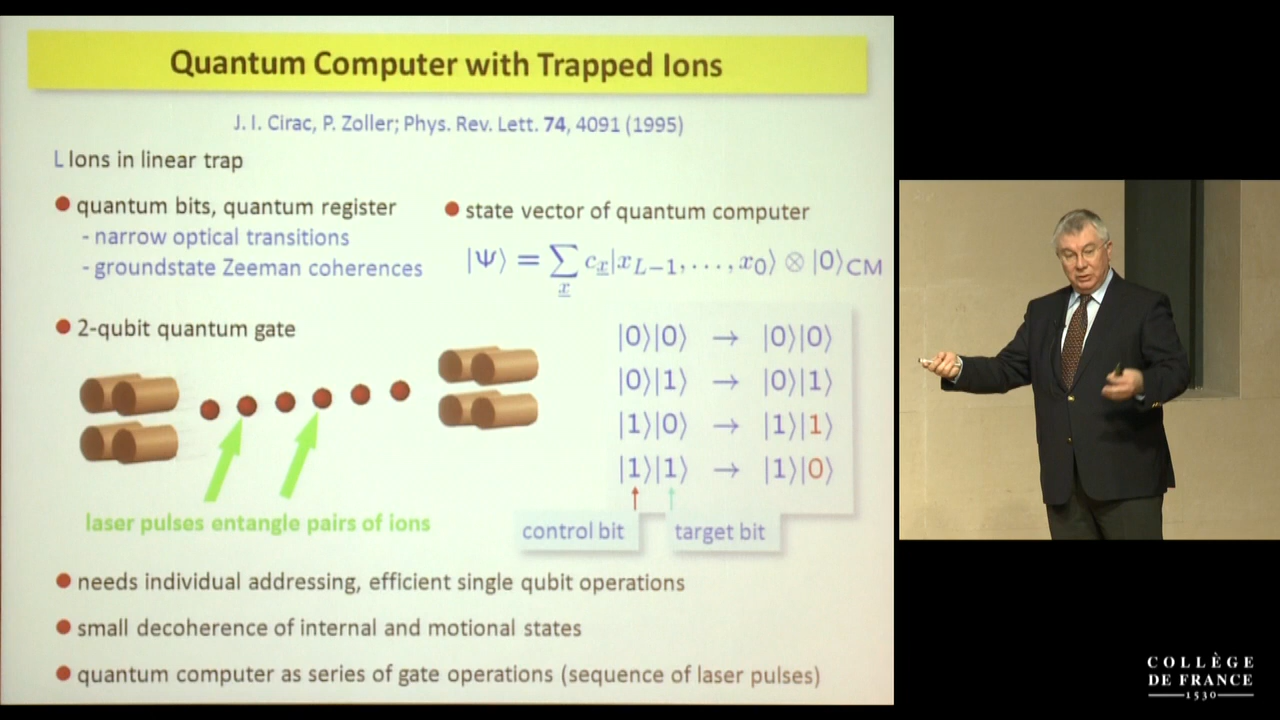 Quantum Computer with Trapped Ions
J. I. Cirac, P. Zoller; Phys. Rev. Lett. 74, 4091 (1995)
L Ions in linear trap
quantum bits, quantum register
- narrow optical transitions
- groundstate Zeeman coherences
state vector of quantum computer
|Ψ⟩ = ∑x cx|xL−1, . . . , x0⟩ ⊗ |0⟩CM
2-qubit quantum gate
|0⟩|0⟩ → |0⟩|0⟩
|0⟩|1⟩ → |0⟩|1⟩
|1⟩|0⟩ → |1⟩|1⟩
|1⟩|1⟩ → |1⟩|0⟩
laser pulses entangle pairs of ions
control bit
target bit
needs individual addressing, efficient single qubit operations
small decoherence of internal and motional states
quantum computer as series of gate operations (sequence of laser pulses)
COLLÈGE
DE FRANCE
1530